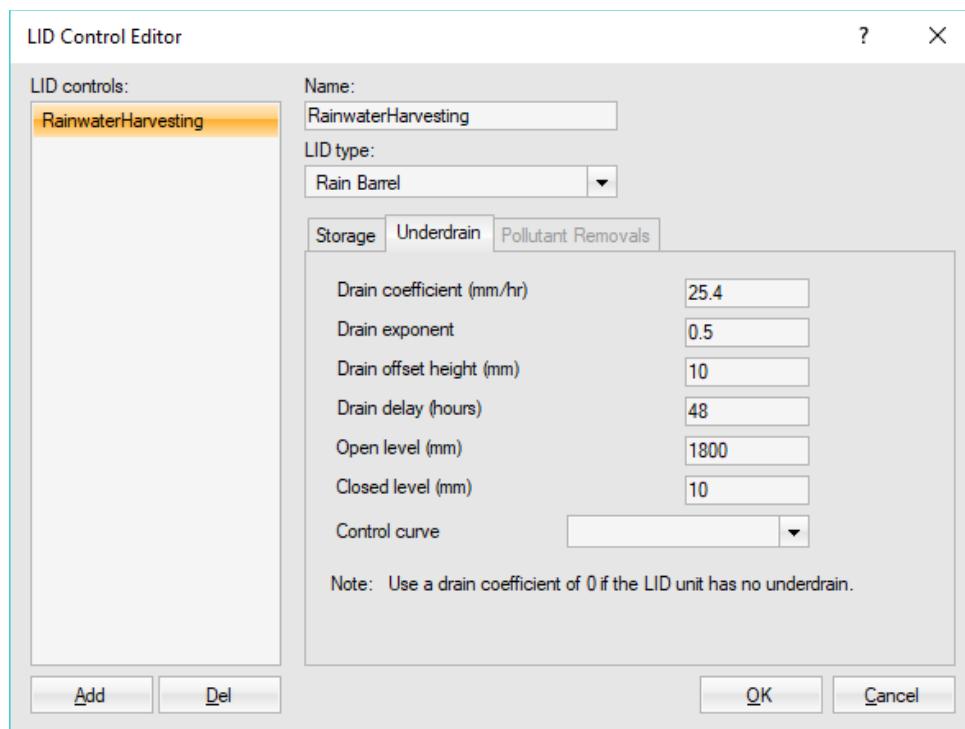 LID Control Editor
?
LID controls:
RainwaterHarvesting
Name:
RainwaterHarvesting
LID type:
Rain Barrel
Storage
Underdrain
Pollutant Removals
Drain coefficient (mm/hr)
25.4
Drain exponent
0.5
Drain offset height (mm)
10
Drain delay (hours)
48
Open level (mm)
1800
Closed level (mm)
10
Control curve
Note: Use a drain coefficient of 0 if the LID unit has no underdrain.
Add
Del
OK
Cancel